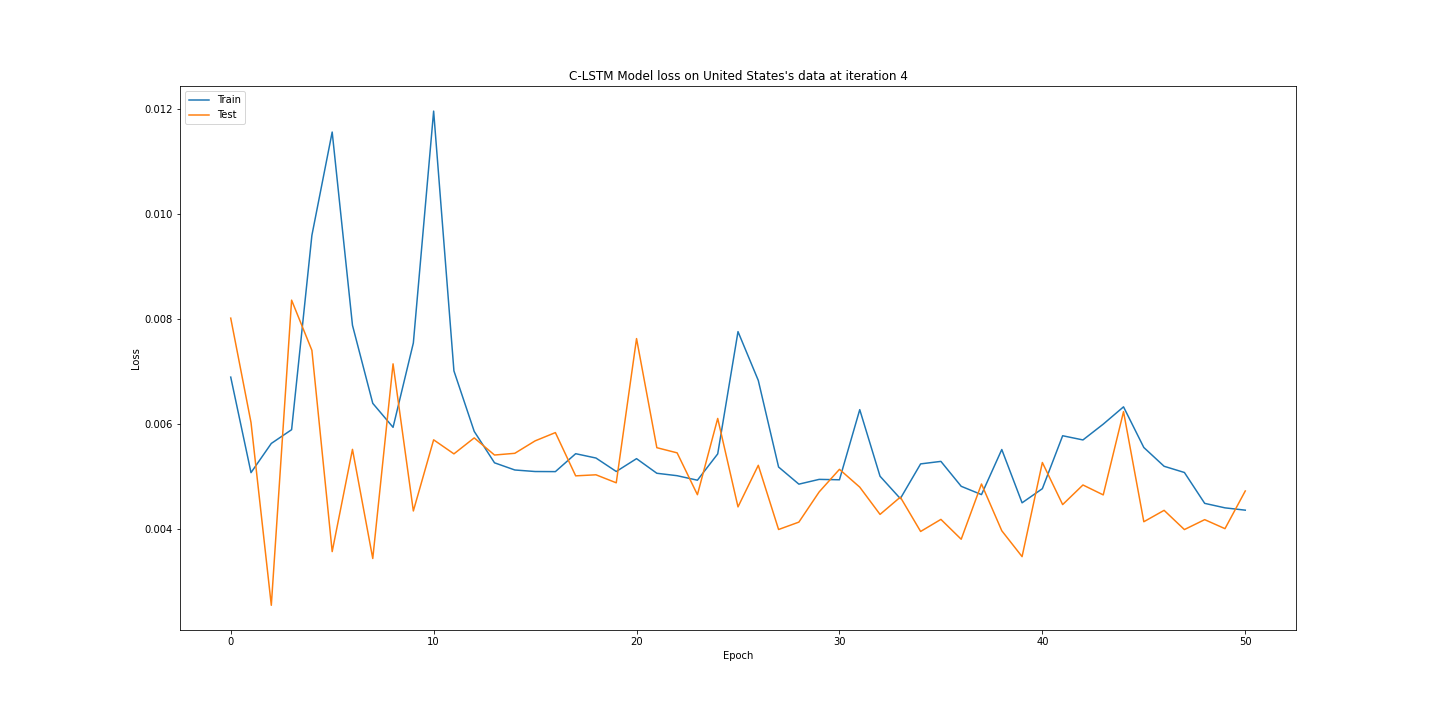 C-LSTM Model loss on United States's data at iteration 4
Train
Test
0.012
0.010
0.008
0.006
0.004
Loss
0 10 20 30 40 50
Epoch